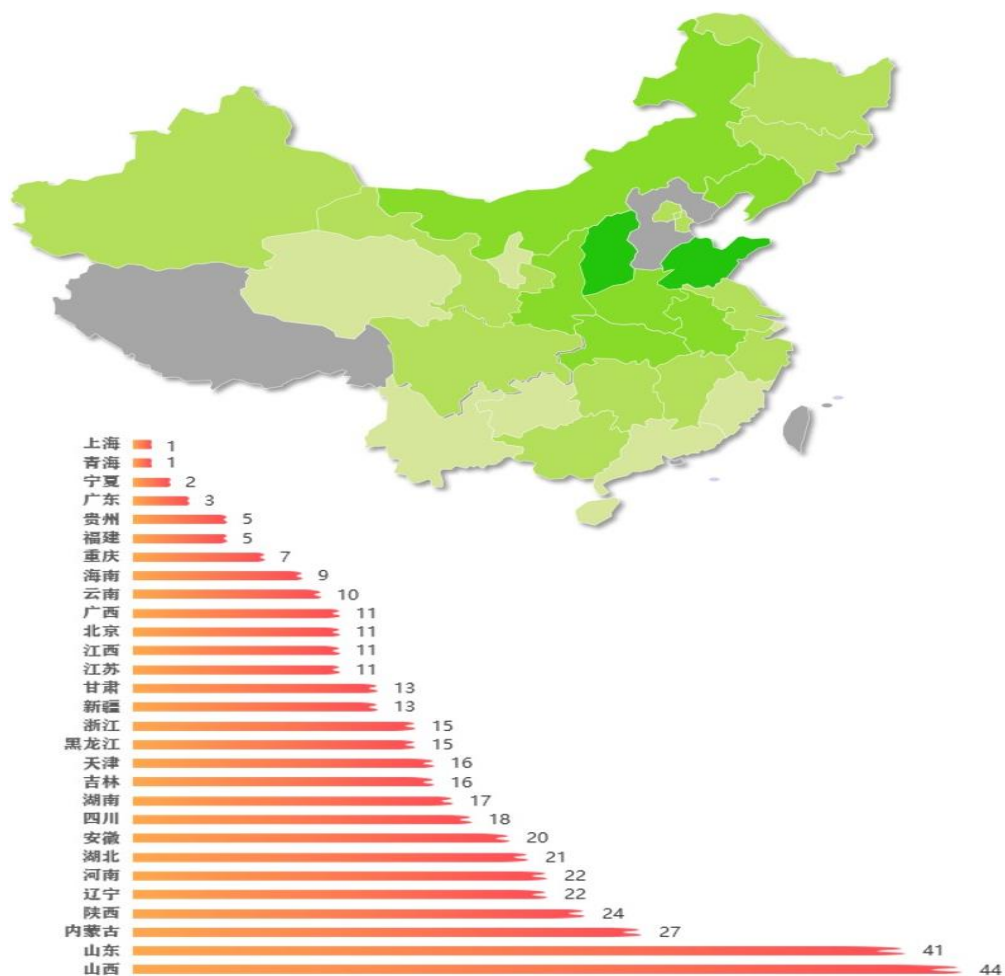 上海 1
青海 1
宁夏 2
广东 3
贵州 5
福建 5
重庆 7
海南 9
云南 10
广西 11
北京 11
江西 11
江苏 11
甘肃 13
新疆 13
浙江 15
黑龙江 15
天津 16
吉林 16
湖南 17
四川 18
安徽 20
湖北 21
河南 22
辽宁 22
陕西 24
内蒙古 27
山东 41
山西 44